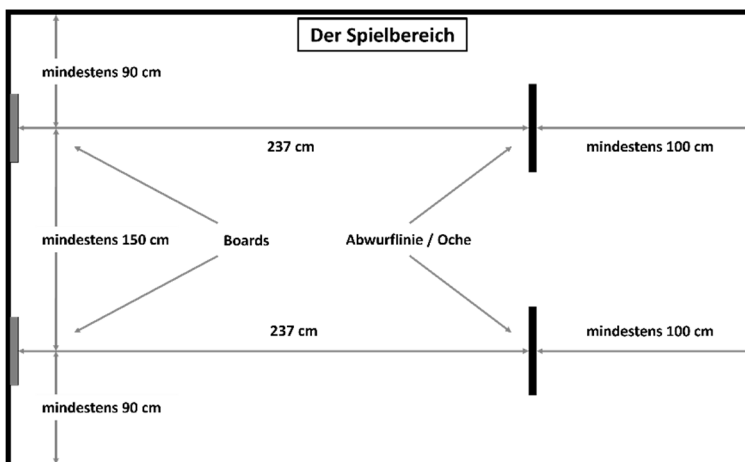 Der Spielbereich
mindestens 90 cm
237 cm
mindestens 100 cm
mindestens 150 cm
Boards
Abwurflinie / Oche
237 cm
mindestens 100 cm
mindestens 90 cm